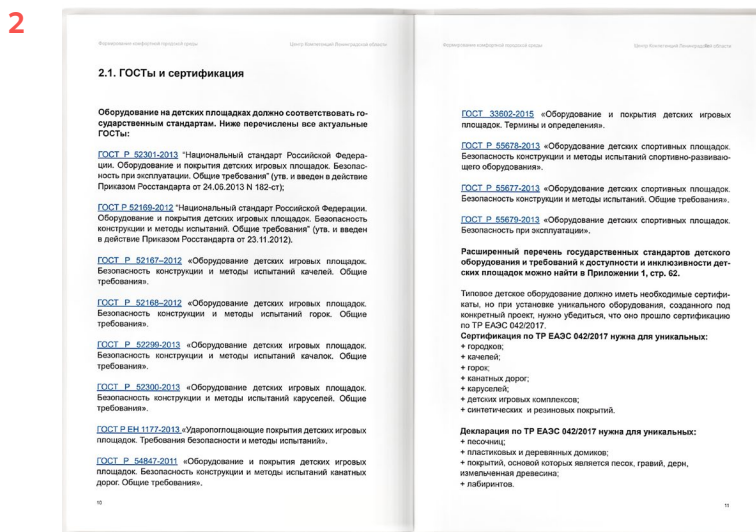 2
Формирование комфортной городской среды
Центр Компетенций Ленинградской области
2.1. ГОСТы и сертификация
Оборудование на детских площадках должно соответствовать го-
сударственным стандартам. Ниже перечислены все актуальные
ГОСТы:
ГОСТ Р 52301-2013 "Национальный стандарт Российской Федера-
ции. Оборудование и покрытия детских игровых площадок. Безопас-
ность при эксплуатации. Общие требования" (утв. и введен в действие
Приказом Росстандарта от 24.06.2013 N 182-ст);
ГОСТ Р 52169-2012 "Национальный стандарт Российской Федерации.
Оборудование и покрытия детских игровых площадок. Безопасность
конструкции и методы испытаний. Общие требования" (утв. и введен
в действие Приказом Росстандарта от 23.11.2012).
ГОСТ Р 52167–2012 «Оборудование детских игровых площадок.
Безопасность конструкции и методы испытаний качелей. Общие
требования».
ГОСТ Р 52168–2012 «Оборудование детских игровых площадок.
Безопасность конструкции и методы испытаний горок. Общие
требования».
ГОСТ Р 52299-2013 «Оборудование детских игровых площадок.
Безопасность конструкции и методы испытаний качалок. Общие
требования».
ГОСТ Р 52300-2013 «Оборудование детских игровых площадок.
Безопасность конструкции и методы испытаний каруселей. Общие
требования».
ГОСТ Р ЕН 1177-2013 «Ударопоглощающие покрытия детских игровых
площадок. Требования безопасности и методы испытаний».
ГОСТ Р 54847-2011 «Оборудование и покрытия детских игровых
площадок. Безопасность конструкции и методы испытаний канатных
дорог. Общие требования».
10
Формирование комфортной городской среды
Центр Компетенций области
ГОСТ 33602-2015 «Оборудование и покрытия детских игровых
площадок. Термины и определения».
ГОСТ Р 55678-2013 «Оборудование детских спортивных площадок.
Безопасность конструкции и методы испытаний спортивно-развиваю-
щего оборудования».
ГОСТ Р 55677-2013 «Оборудование детских спортивных площадок.
Безопасность конструкции и методы испытаний. Общие требования».
ГОСТ Р 55679-2013 «Оборудование детских спортивных площадок.
Безопасность при эксплуатации».
Расширенный перечень государственных стандартов детского
оборудования и требований к доступности и инклюзивности дет-
ских площадок можно найти в Приложении 1, стр. 62.
Типовое детское оборудование должно иметь необходимые сертифи-
каты, но при установке уникального оборудования, созданного под
конкретный проект, нужно убедиться, что оно прошло сертификацию
по ТР ЕАЭС 042/2017.
Сертификация по ТР ЕАЭС 042/2017 нужна для уникальных:
+ городков;
+ качелей;
+ горок;
+ канатных дорог;
+ каруселей;
+ детских игровых комплексов;
+ синтетических и резиновых покрытий.
Декларация по ТР ЕАЭС 042/2017 нужна для уникальных:
+ песочниц;
+ пластиковых и деревянных домиков;
+ покрытий, основой которых является песок, гравий, дерн,
измельченная древесина;
+ лабиринтов.
11